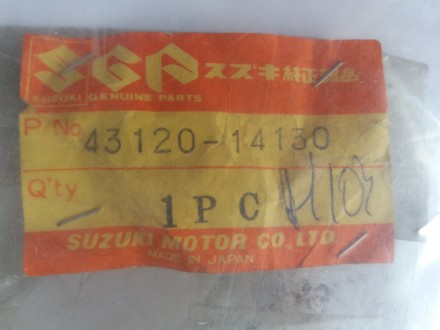 SGP スズキ純正部品
SUZUKI GENUINE PARTS
P/No. 43120-14130
Q'ty 1PC
SUZUKI MOTOR CO., LTD.
MADE IN JAPAN